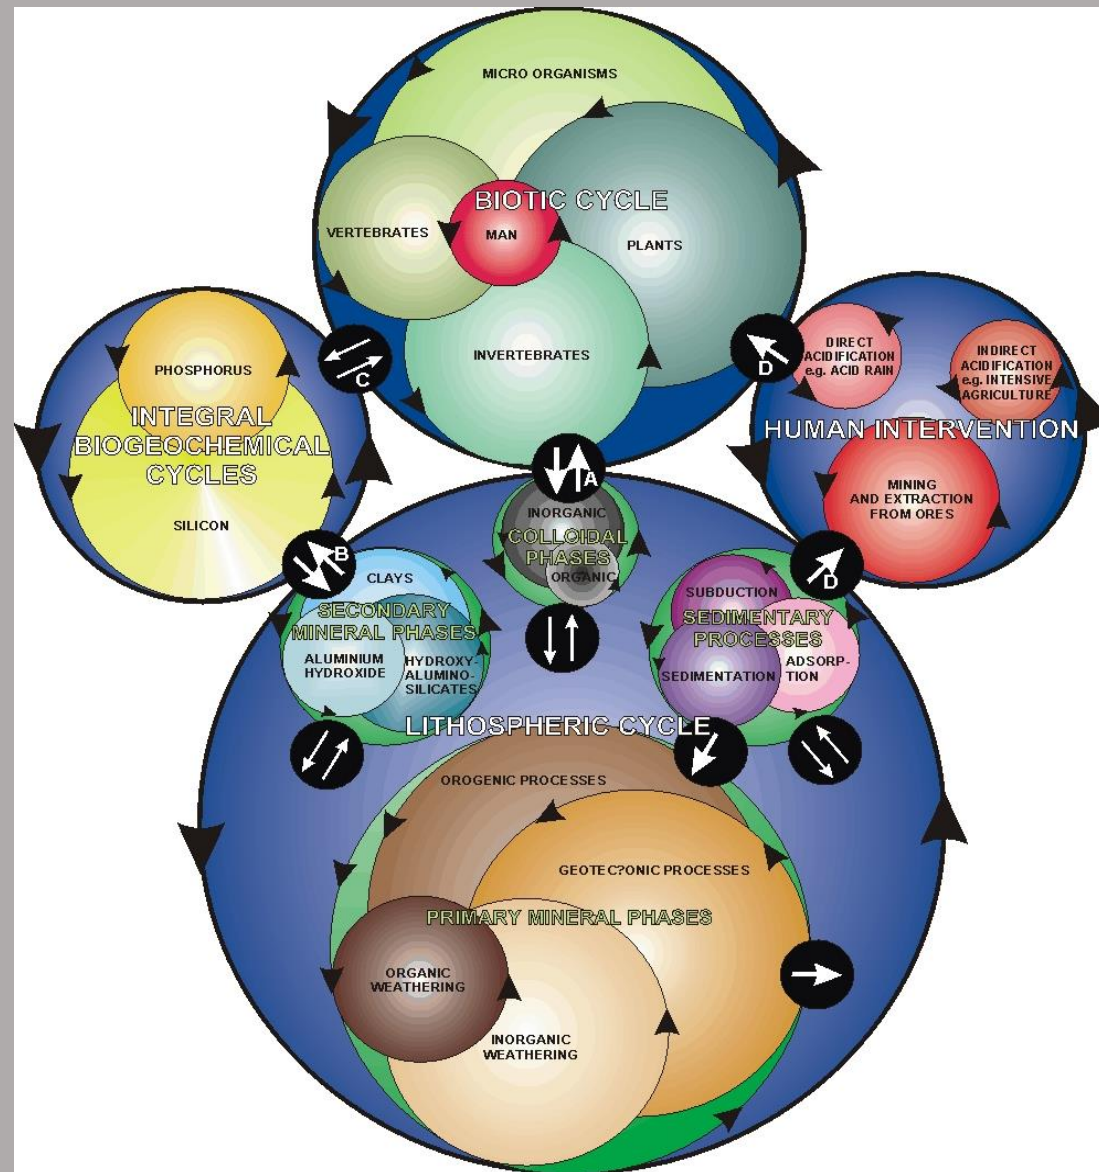 MICRO ORGANISMS
BIOTIC CYCLE
VERTEBRATES
MAN
PLANTS
INVERTEBRATES
PHOSPHORUS
INTEGRAL
BIOGEOCHEMICAL
CYCLES
SILICON
C
D
DIRECT
ACIDIFICATION
e.g. ACID RAIN
INDIRECT
ACIDIFICATION
e.g. INTENSIVE
AGRICULTURE
HUMAN INTERVENTION
MINING
AND EXTRACTION
FROM ORES
A
INORGANIC
COLLOIDAL
PHASES
ORGANIC
B
CLAYS
SECONDARY
MINERAL PHASES
ALUMINIUM
HYDROXIDE
HYDROXY-
ALUMINO-
SILICATES
D
SUBDUCTION
SEDIMENTARY
PROCESSES
SEDIMENTATION
ADSORP-
TION
LITHOSPHERIC CYCLE
OROGENIC PROCESSES
GEOTEC?ONIC PROCESSES
PRIMARY MINERAL PHASES
ORGANIC
WEATHERING
INORGANIC
WEATHERING